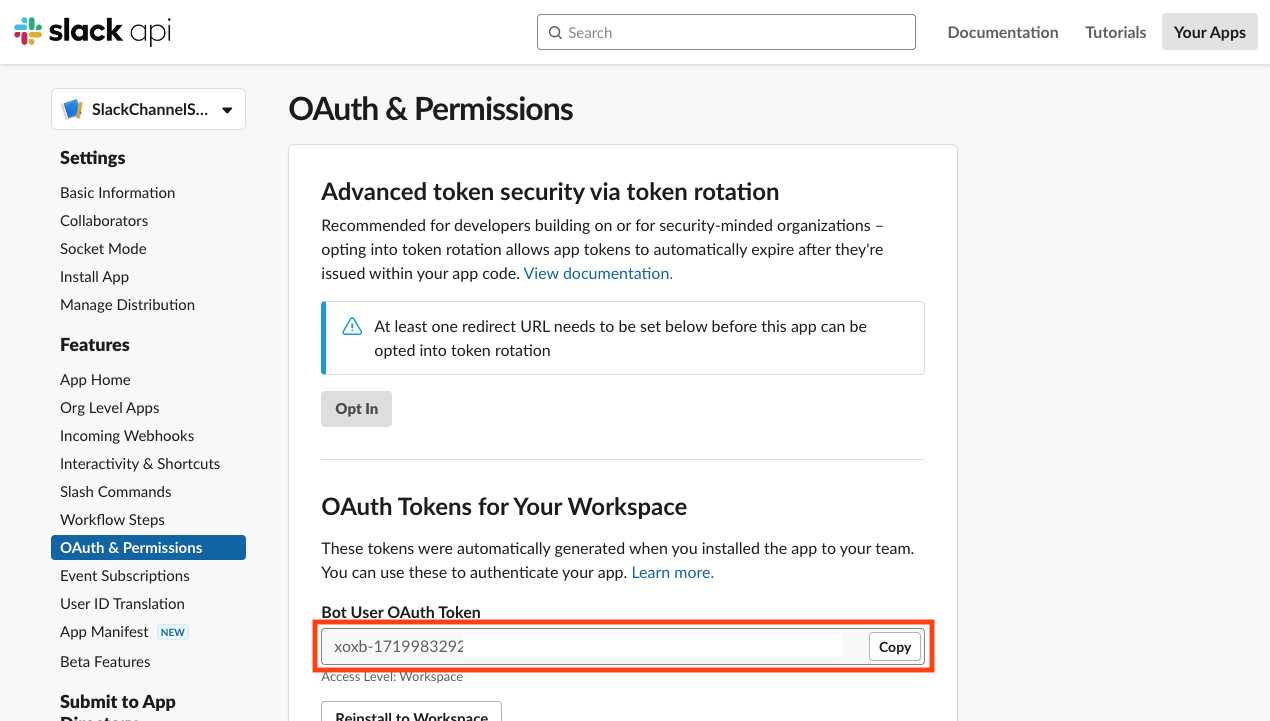 slack api
Search
Documentation
Tutorials
Your Apps
SlackChannelS...
Settings
Basic Information
Collaborators
Socket Mode
Install App
Manage Distribution
Features
App Home
Org Level Apps
Incoming Webhooks
Interactivity & Shortcuts
Slash Commands
Workflow Steps
OAuth & Permissions
Event Subscriptions
User ID Translation
App Manifest NEW
Beta Features
Submit to App
Directory
OAuth & Permissions
Advanced token security via token rotation
Recommended for developers building on or for security-minded organizations –
opting into token rotation allows app tokens to automatically expire after they're
issued within your app code. View documentation.
At least one redirect URL needs to be set below before this app can be
opted into token rotation
Opt In
OAuth Tokens for Your Workspace
These tokens were automatically generated when you installed the app to your team.
You can use these to authenticate your app. Learn more.
Bot User OAuth Token
xoxb-1719983292
Copy
Access Level: Workspace
Reinstall to Workspace